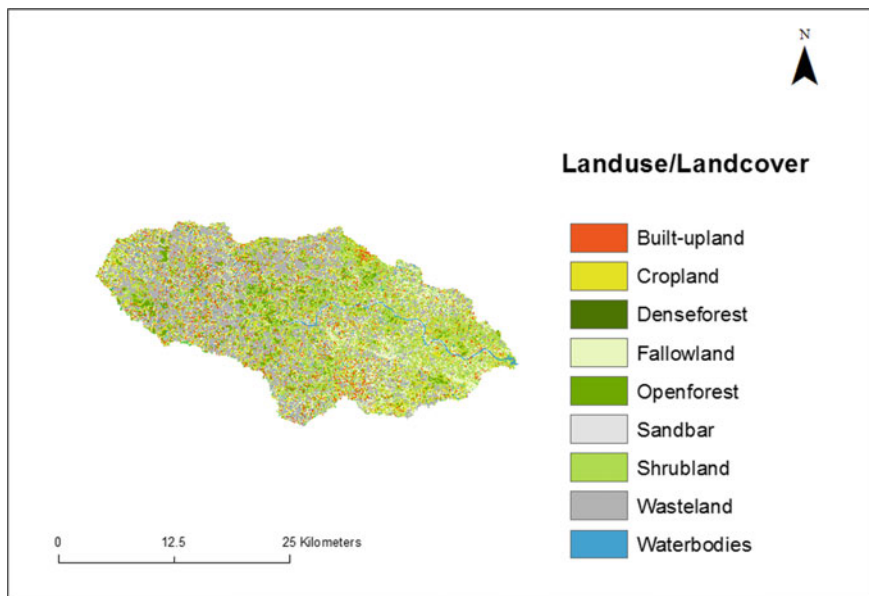 N
Landuse/Landcover
Built-upland
Cropland
Denseforest
Fallowland
Openforest
Sandbar
Shrubland
Wasteland
Waterbodies
0 12.5 25 Kilometers